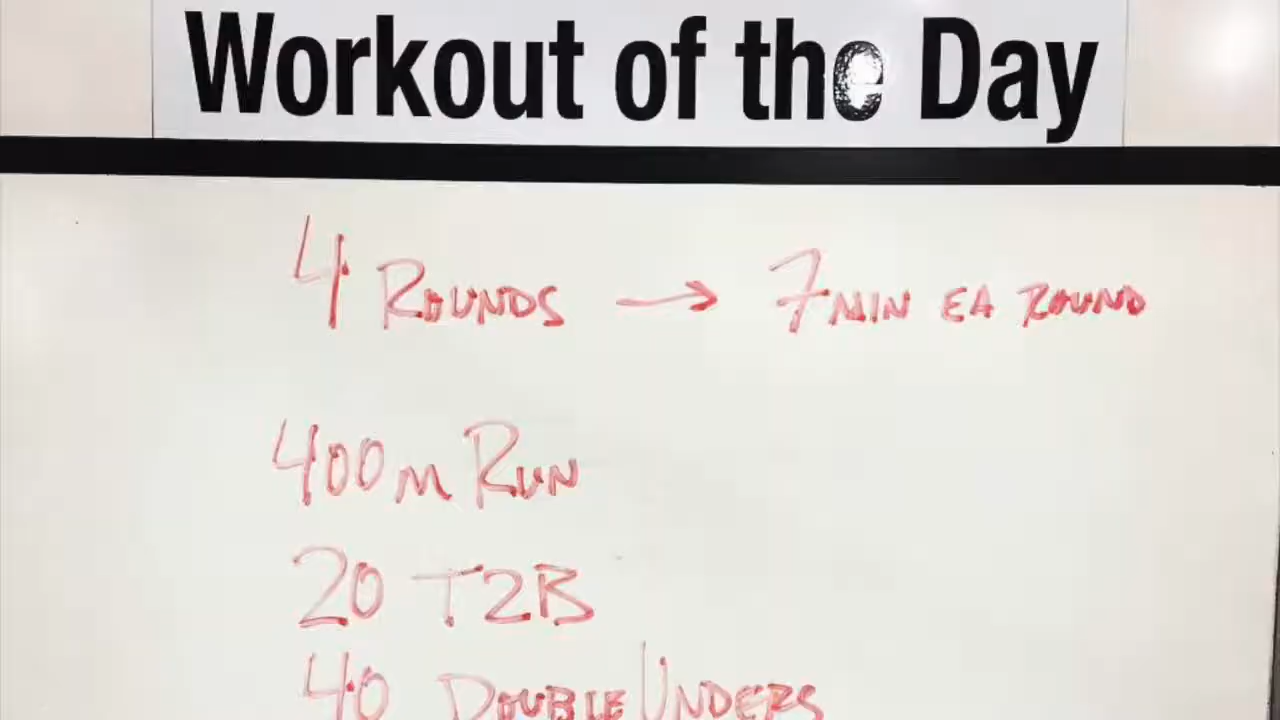 Workout of the Day
4 ROUNDS → 7 MIN EA ROUND
400m RUN
20 T2B
40 DOUBLE UNDERS